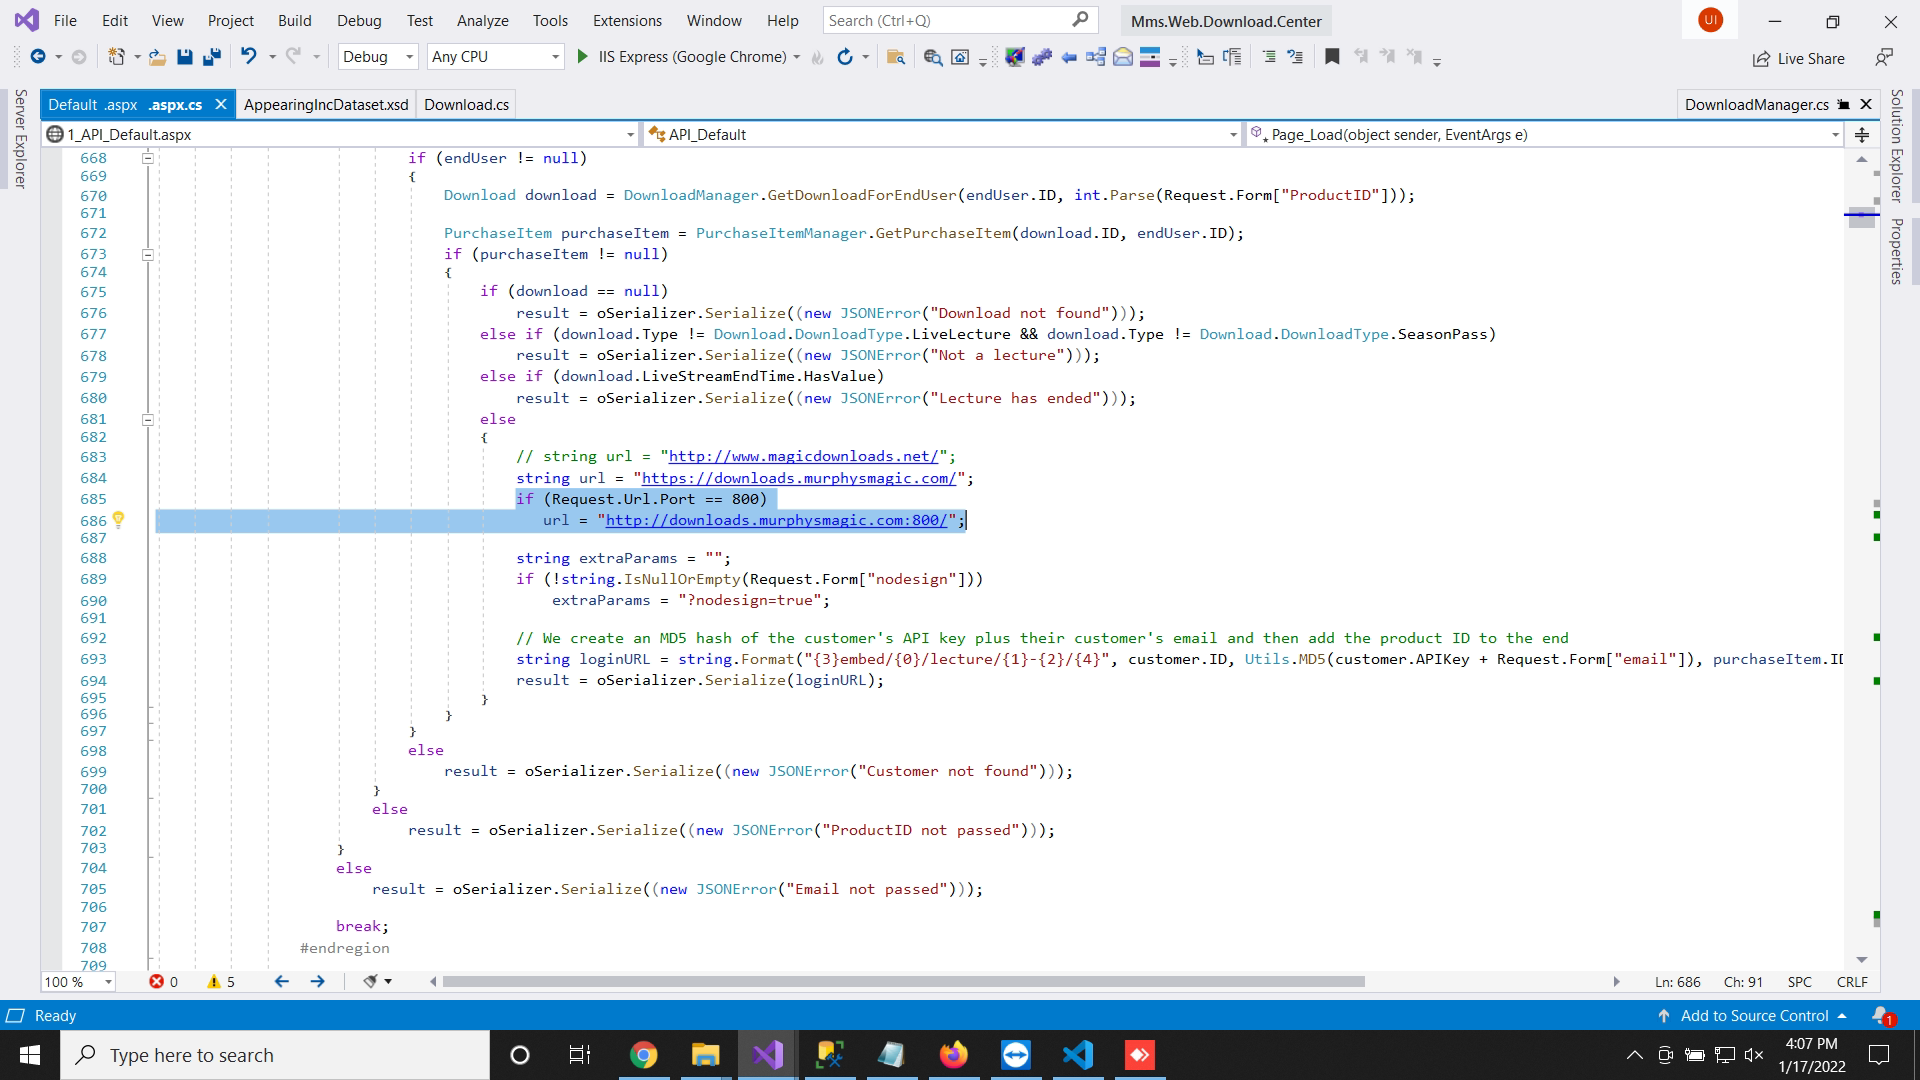 File Edit View Project Build Debug Test Analyze Tools Extensions Window Help Search (Ctrl+Q) Mms.Web.Download.Center UI
Debug Any CPU IIS Express (Google Chrome) Live Share
Server Explorer
Default .aspx .aspx.cs AppearingIncDataset.xsd Download.cs DownloadManager.cs
Solution Explorer
Properties
1_API_Default.aspx API_Default Page_Load(object sender, EventArgs e)
668 if (endUser != null)
669 {
670 Download download = DownloadManager.GetDownloadForEndUser(endUser.ID, int.Parse(Request.Form["ProductID"]));
671
672 PurchaseItem purchaseItem = PurchaseItemManager.GetPurchaseItem(download.ID, endUser.ID);
673 if (purchaseItem != null)
674 {
675 if (download == null)
676 result = oSerializer.Serialize((new JSONError("Download not found")));
677 else if (download.Type != Download.DownloadType.LiveLecture && download.Type != Download.DownloadType.SeasonPass)
678 result = oSerializer.Serialize((new JSONError("Not a lecture")));
679 else if (download.LiveStreamEndTime.HasValue)
680 result = oSerializer.Serialize((new JSONError("Lecture has ended")));
681 else
682 {
683 // string url = "http://www.magicdownloads.net/";
684 string url = "https://downloads.murphysmagic.com/";
685 if (Request.Url.Port == 800)
686 url = "http://downloads.murphysmagic.com:800/";
687
688 string extraParams = "";
689 if (!string.IsNullOrEmpty(Request.Form["nodesign"]))
690 extraParams = "?nodesign=true";
691
692 // We create an MD5 hash of the customer's API key plus their customer's email and then add the product ID to the end
693 string loginURL = string.Format("{3}embed/{0}/lecture/{1}-{2}/{4}", customer.ID, Utils.MD5(customer.APIKey + Request.Form["email"]), purchaseItem.ID
694 result = oSerializer.Serialize(loginURL);
695 }
696 }
697 }
698 else
699 result = oSerializer.Serialize((new JSONError("Customer not found")));
700 }
701 else
702 result = oSerializer.Serialize((new JSONError("ProductID not passed")));
703 }
704 else
705 result = oSerializer.Serialize((new JSONError("Email not passed")));
706
707 break;
708 #endregion
709
100 % 0 5 Ln: 686 Ch: 91 SPC CRLF
Ready Add to Source Control 1
Type here to search
4:07 PM
1/17/2022